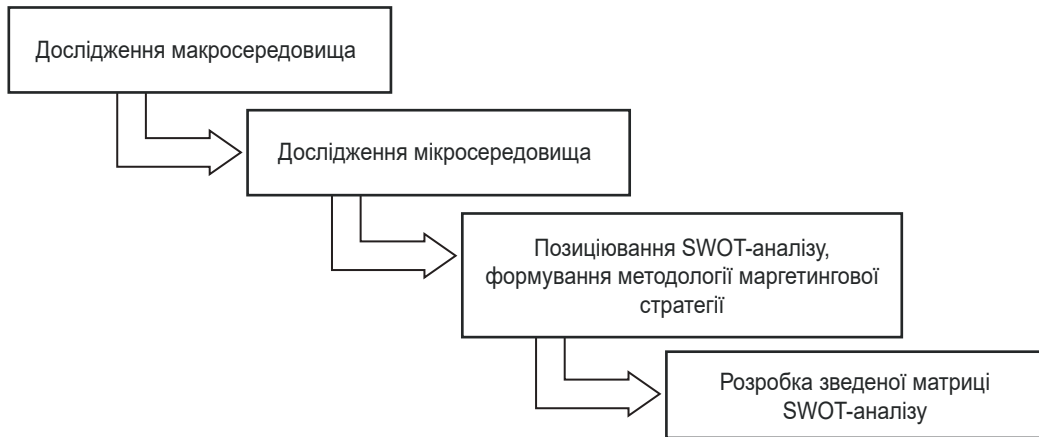 Дослідження макросередовища
Дослідження мікросередовища
Позиціювання SWOT-аналізу,
формування методології маргетингової
стратегії
Розробка зведеної матриці
SWOT-аналізу